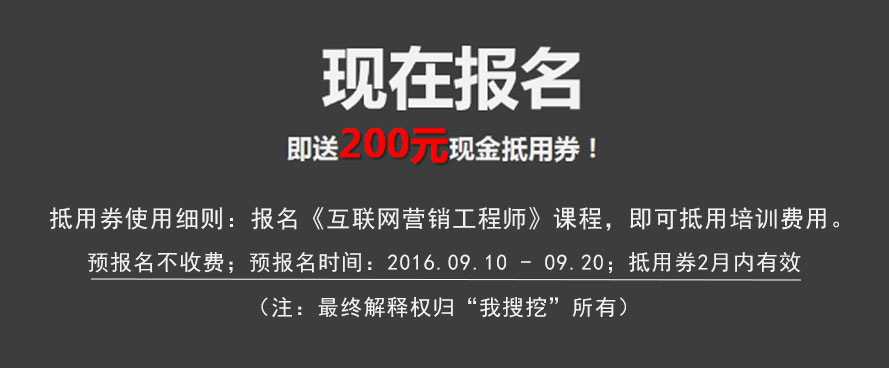 现在报名
即送200元现金抵用券！
抵用券使用细则：报名《互联网营销工程师》课程，即可抵用培训费用。
预报名不收费；预报名时间：2016.09.10 - 09.20；抵用券2月内有效
（注：最终解释权归“我搜挖”所有）